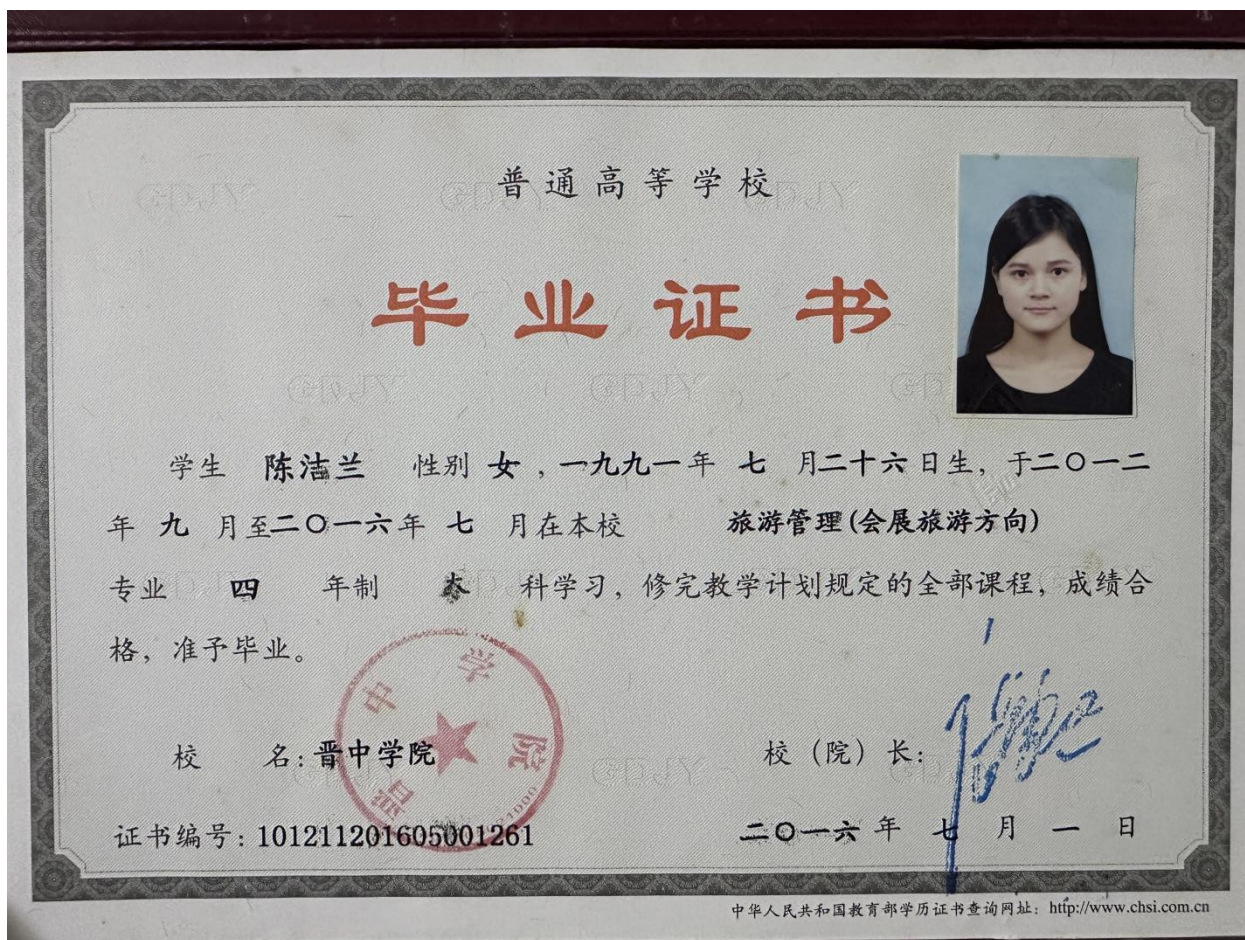 普通高等学校
毕业证书
学生 陈洁兰 性别 女，一九九一年 七 月二十六日生，于二〇一二
年 九 月至二〇一六年 七 月在本校 旅游管理(会展旅游方向)
专业 四 年制 本 科学习，修完教学计划规定的全部课程，成绩合
格，准予毕业。
晋中学院
校 名：晋中学院 校（院）长：
证书编号：101211201605001261 二〇一六年 七 月 一 日
中华人民共和国教育部学历证书查询网址：http://www.chsi.com.cn